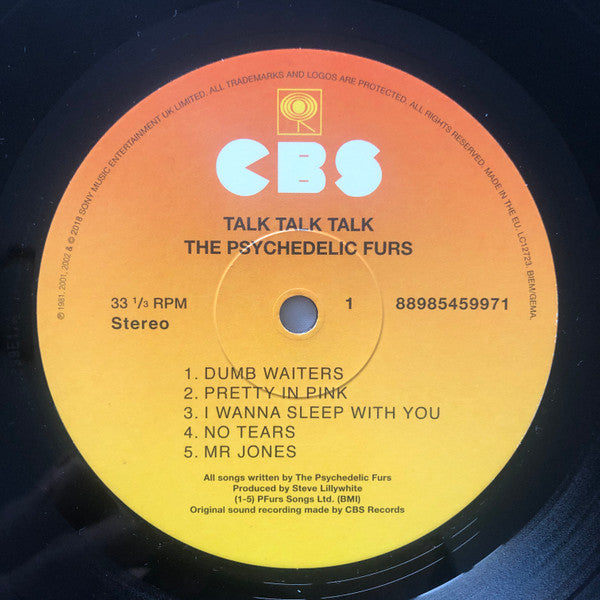 ℗ 1981, 2001, 2002 & © 2018 SONY MUSIC ENTERTAINMENT UK LIMITED. ALL TRADEMARKS AND LOGOS ARE PROTECTED. ALL RIGHTS RESERVED. MADE IN THE EU. LC12723. BIEM/GEMA.
CBS
TALK TALK TALK
THE PSYCHEDELIC FURS
33 1/3 RPM
Stereo
1
88985459971
1. DUMB WAITERS
2. PRETTY IN PINK
3. I WANNA SLEEP WITH YOU
4. NO TEARS
5. MR JONES
All songs written by The Psychedelic Furs
Produced by Steve Lillywhite
(1-5) PFurs Songs Ltd. (BMI)
Original sound recording made by CBS Records